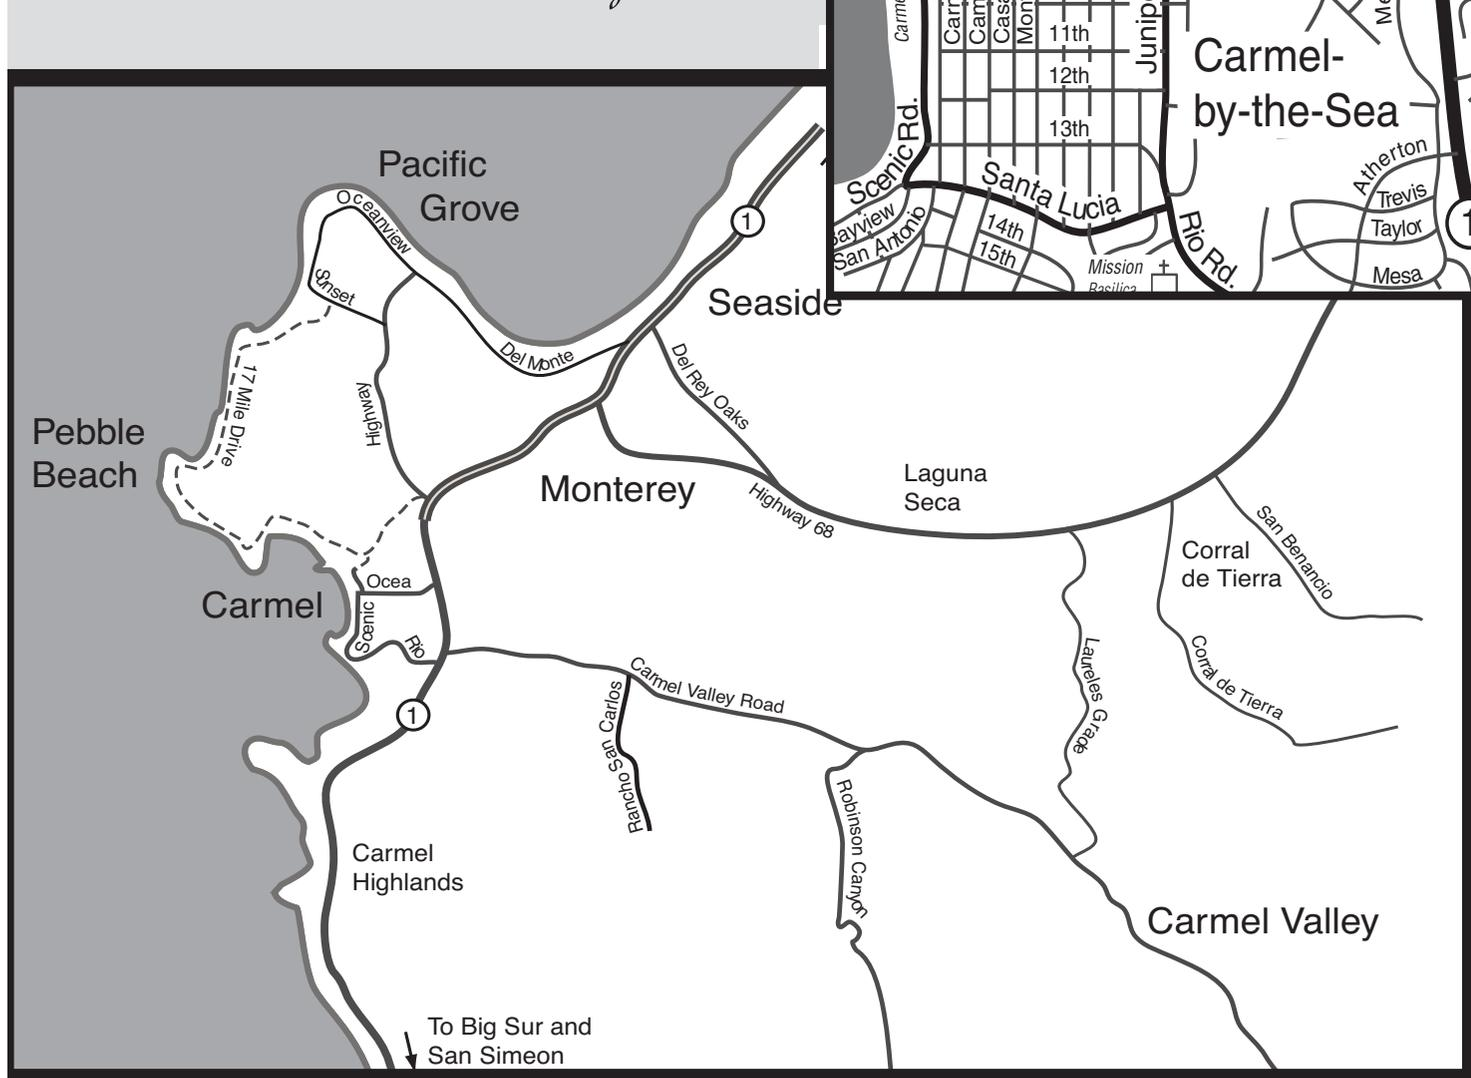 11th
12th
13th
Junip
Carmel-
by-the-Sea
Scenic Rd.
Santa Lucia
14th
15th
San Antonio
Mission
Basilica
Rio Rd.
Atherton
Trevis
Taylor
Mesa
1
Pacific
Grove
Oceanview
Sunset
1
Seaside
Del Monte
Del Rey Oaks
17 Mile Drive
Highway
Pebble
Beach
Monterey
Highway 68
Laguna
Seca
San Benancio
Corral
de Tierra
Corral de Tierra
Ocea
Carmel
Scenic
Rio
Laureles Grade
Carmel Valley Road
Rancho San Carlos
1
Robinson Canyon
Carmel
Highlands
Carmel Valley
To Big Sur and
San Simeon